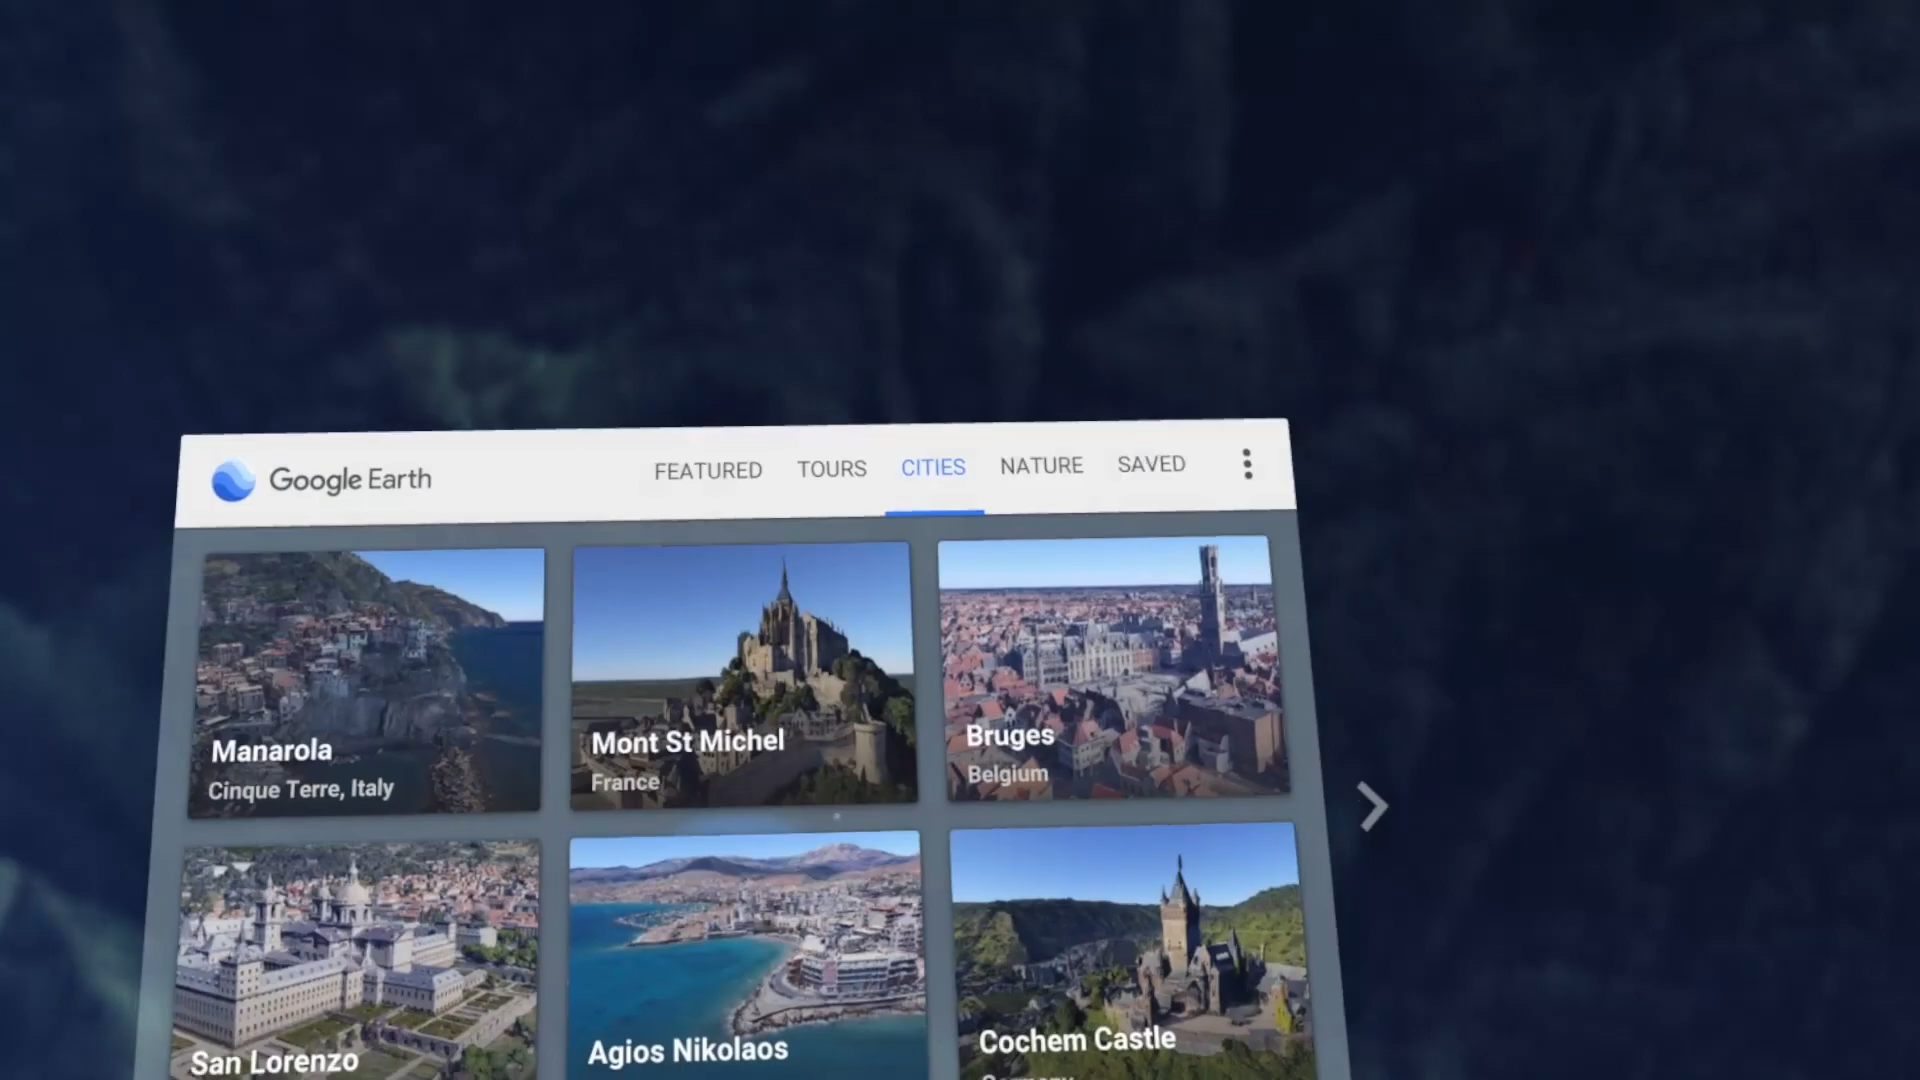 Google Earth
FEATURED TOURS CITIES NATURE SAVED
Manarola
Cinque Terre, Italy
Mont St Michel
France
Bruges
Belgium
San Lorenzo
Agios Nikolaos
Cochem Castle